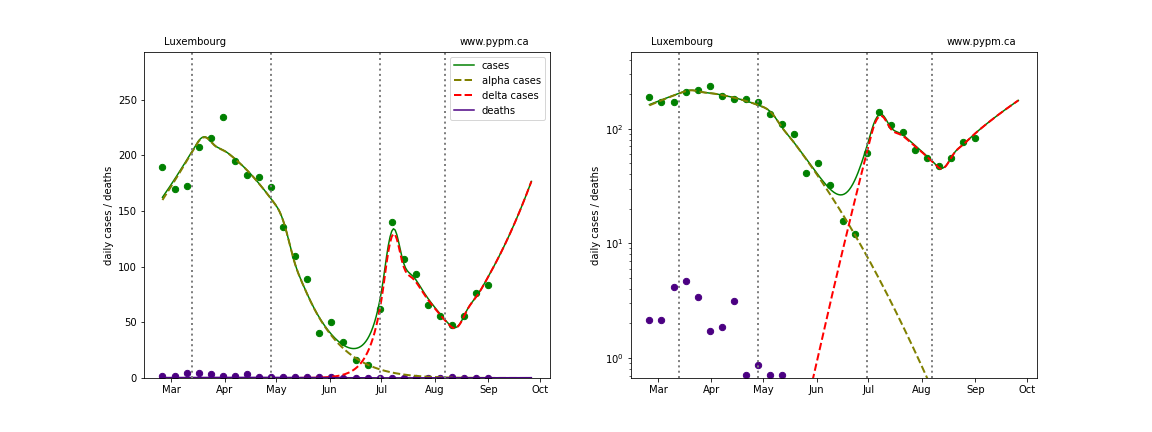 Luxembourg www.pypm.ca
cases
alpha cases
delta cases
deaths
daily cases / deaths
250
200
150
100
50
0
Mar Apr May Jun Jul Aug Sep Oct
Luxembourg www.pypm.ca
daily cases / deaths
10²
10¹
10⁰
Mar Apr May Jun Jul Aug Sep Oct